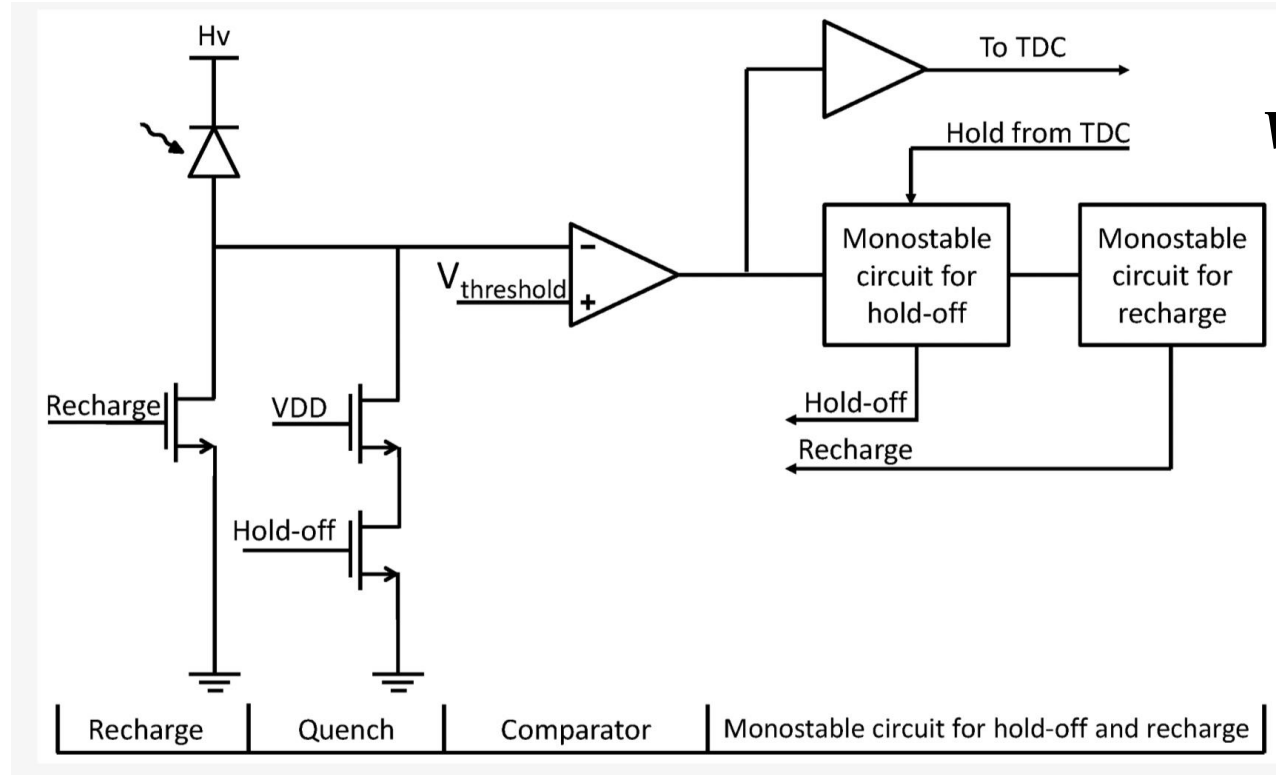 Hv
To TDC
Hold from TDC
Monostable
circuit for
hold-off
Monostable
circuit for
recharge
Vthreshold
−
+
Recharge
VDD
Hold-off
Hold-off
Recharge
Recharge
Quench
Comparator
Monostable circuit for hold-off and recharge